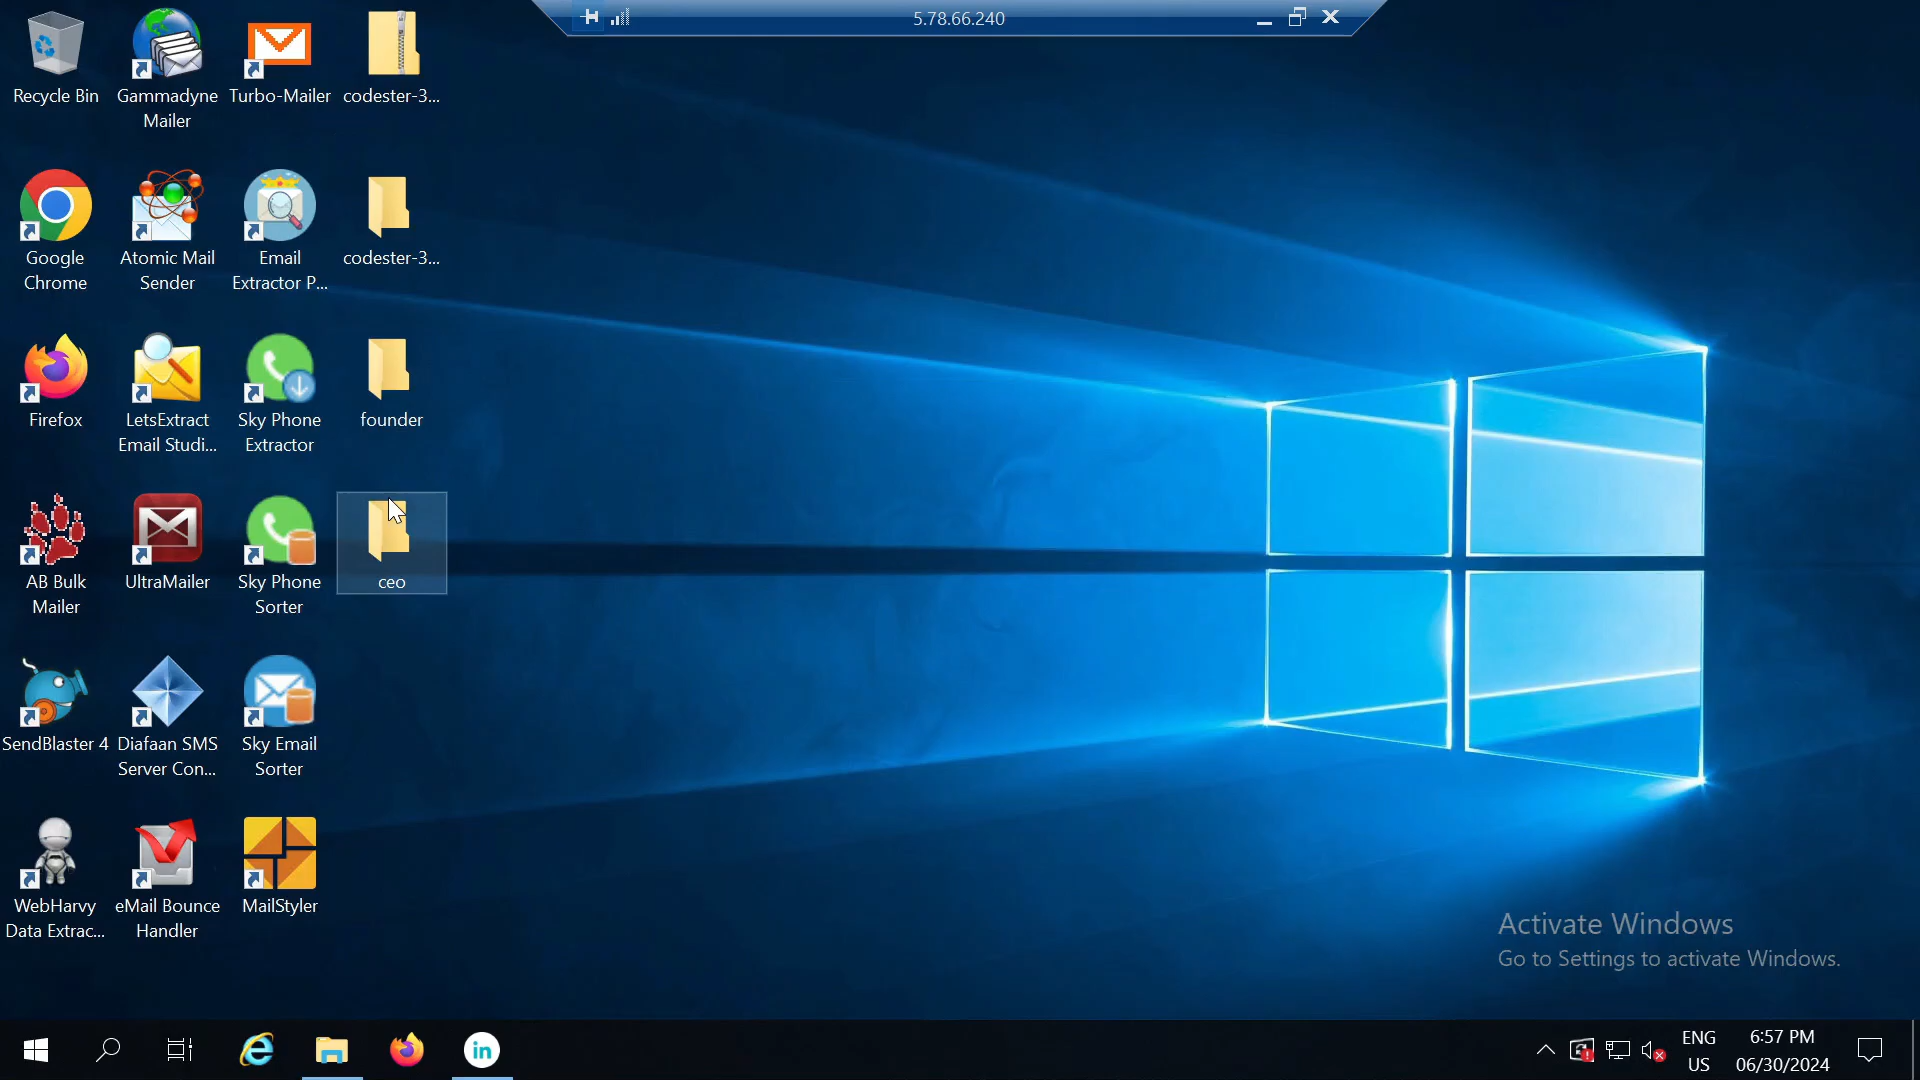 5.78.66.240
Recycle Bin
Gammadyne
Mailer
Turbo-Mailer
codester-3...
Google
Chrome
Atomic Mail
Sender
Email
Extractor P...
codester-3...
Firefox
LetsExtract
Email Studi...
Sky Phone
Extractor
founder
AB Bulk
Mailer
UltraMailer
Sky Phone
Sorter
ceo
SendBlaster 4
Diafaan SMS
Server Con...
Sky Email
Sorter
WebHarvy
Data Extrac...
eMail Bounce
Handler
MailStyler
Activate Windows
Go to Settings to activate Windows.
in
ENG
US
6:57 PM
06/30/2024